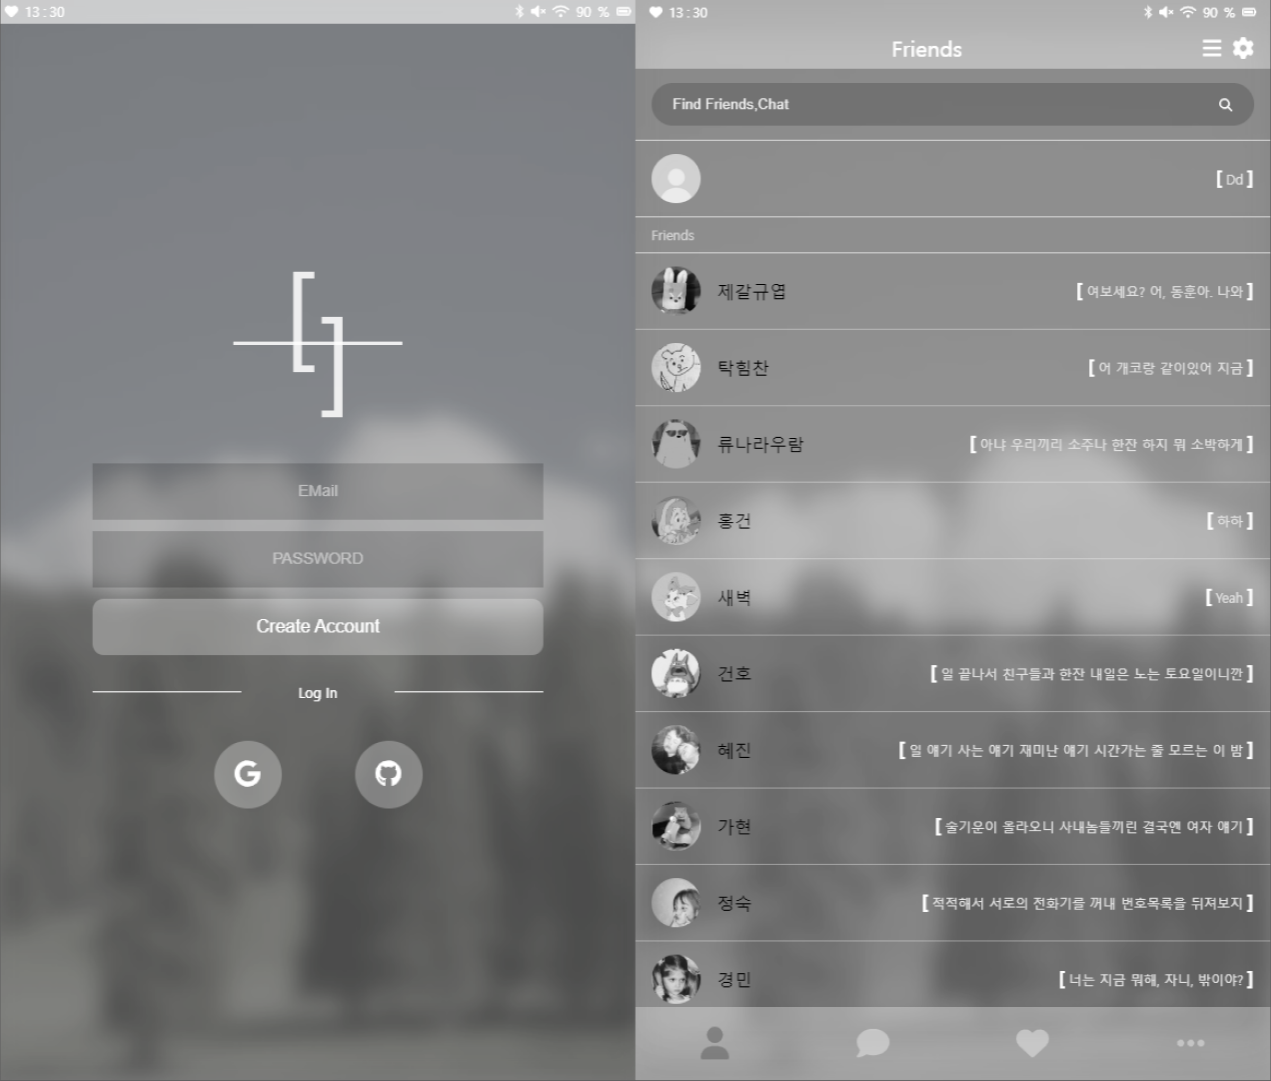 13:30
90 %
EMail
PASSWORD
Create Account
Log In
13:30
90 %
Friends
Find Friends,Chat
[ Dd ]
Friends
제갈규엽 [ 여보세요? 어, 동훈아. 나와 ]
탁힘찬 [ 어 개코랑 같이있어 지금 ]
류나라우람 [ 아냐 우리끼리 소주나 한잔 하지 뭐 소박하게 ]
홍건 [ 하하 ]
새벽 [ Yeah ]
건호 [ 일 끝나서 친구들과 한잔 내일은 노는 토요일이니깐 ]
혜진 [ 일 얘기 사는 얘기 재미난 얘기 시간가는 줄 모르는 이 밤 ]
가현 [ 술기운이 올라오니 사내놈들끼린 결국엔 여자 얘기 ]
정숙 [ 적적해서 서로의 전화기를 꺼내 번호목록을 뒤져보지 ]
경민 [ 너는 지금 뭐해, 자니, 밖이야? ]